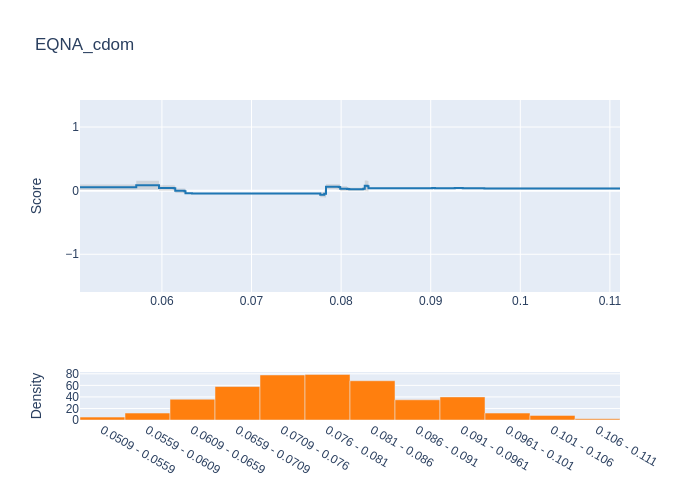 EQNA_cdom
Score
1
0
−1
0.06 0.07 0.08 0.09 0.1 0.11
Density
80
60
40
20
0
0.0509 - 0.0559
0.0559 - 0.0609
0.0609 - 0.0659
0.0659 - 0.0709
0.0709 - 0.076
0.076 - 0.081
0.081 - 0.086
0.086 - 0.091
0.091 - 0.0961
0.0961 - 0.101
0.101 - 0.106
0.106 - 0.111